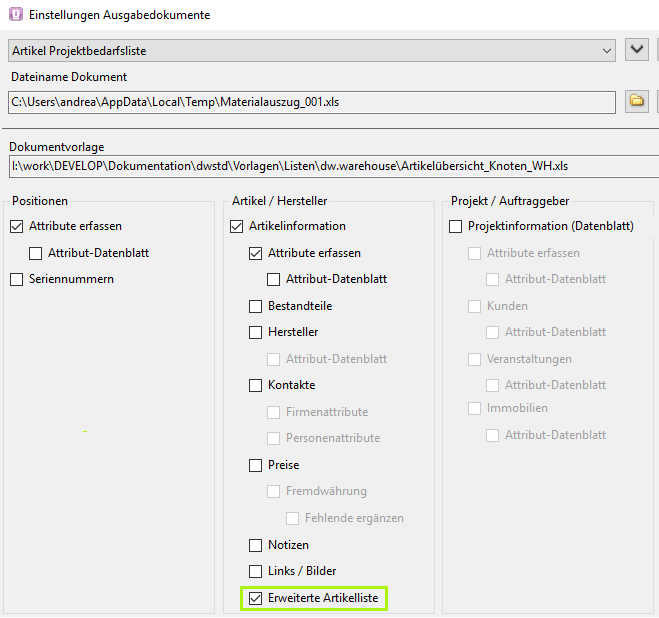 Einstellungen Ausgabedokumente
Artikel Projektbedarfsliste
Dateiname Dokument
C:\Users\andrea\AppData\Local\Temp\Materialauszug_001.xls
Dokumentvorlage
I:\work\DEVELOP\Dokumentation\dwstd\Vorlagen\Listen\dw.warehouse\Artikelübersicht_Knoten_WH.xls
Positionen
Attribute erfassen
Attribut-Datenblatt
Seriennummern
Artikel / Hersteller
Artikelinformation
Attribute erfassen
Attribut-Datenblatt
Bestandteile
Hersteller
Attribut-Datenblatt
Kontakte
Firmenattribute
Personenattribute
Preise
Fremdwährung
Fehlende ergänzen
Notizen
Links / Bilder
Erweiterte Artikelliste
Projekt / Auftraggeber
Projektinformation (Datenblatt)
Attribute erfassen
Attribut-Datenblatt
Kunden
Attribut-Datenblatt
Veranstaltungen
Attribut-Datenblatt
Immobilien
Attribut-Datenblatt